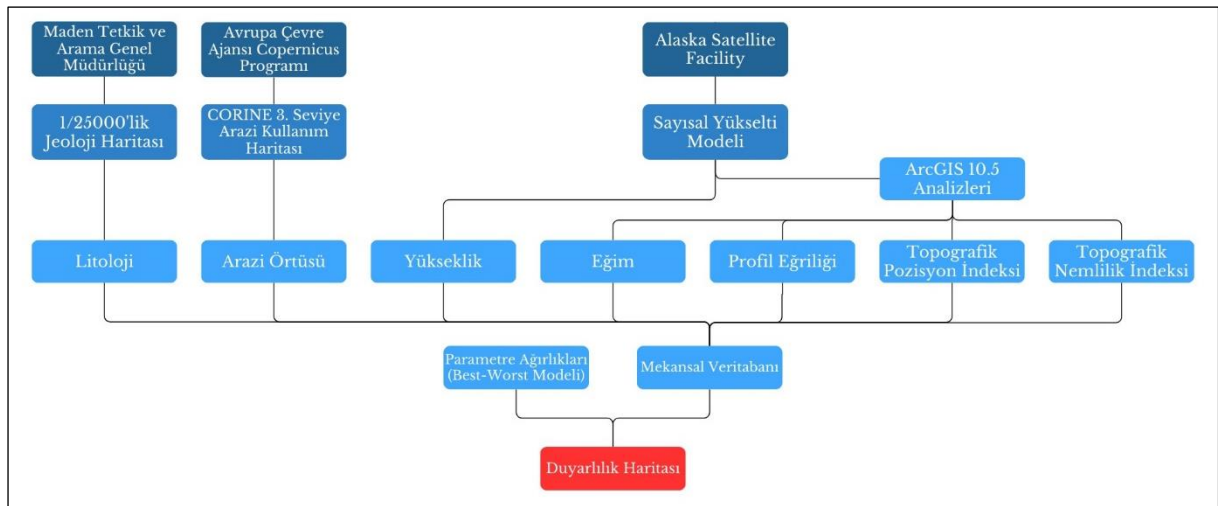 Maden Tetkik ve
Arama Genel
Müdürlüğü
Avrupa Çevre
Ajansı Copernicus
Programı
Alaska Satellite
Facility
1/25000'lik
Jeoloji Haritası
CORINE 3. Seviye
Arazi Kullanım
Haritası
Sayısal Yükselti
Modeli
ArcGIS 10.5
Analizleri
Litoloji
Arazi Örtüsü
Yükseklik
Eğim
Profil Eğriliği
Topografik
Pozisyon İndeksi
Topografik
Nemlilik İndeksi
Parametre Ağırlıkları
(Best-Worst Modeli)
Mekansal Veritabanı
Duyarlılık Haritası